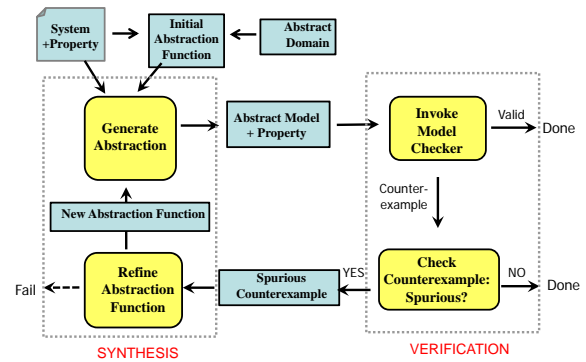 System
+Property
Initial
Abstraction
Function
Abstract
Domain
Generate
Abstraction
Abstract Model
+ Property
Invoke
Model
Checker
Valid
Done
Counter-
example
New Abstraction Function
Refine
Abstraction
Function
Fail
Spurious
Counterexample
YES
Check
Counterexample:
Spurious?
NO
Done
SYNTHESIS
VERIFICATION